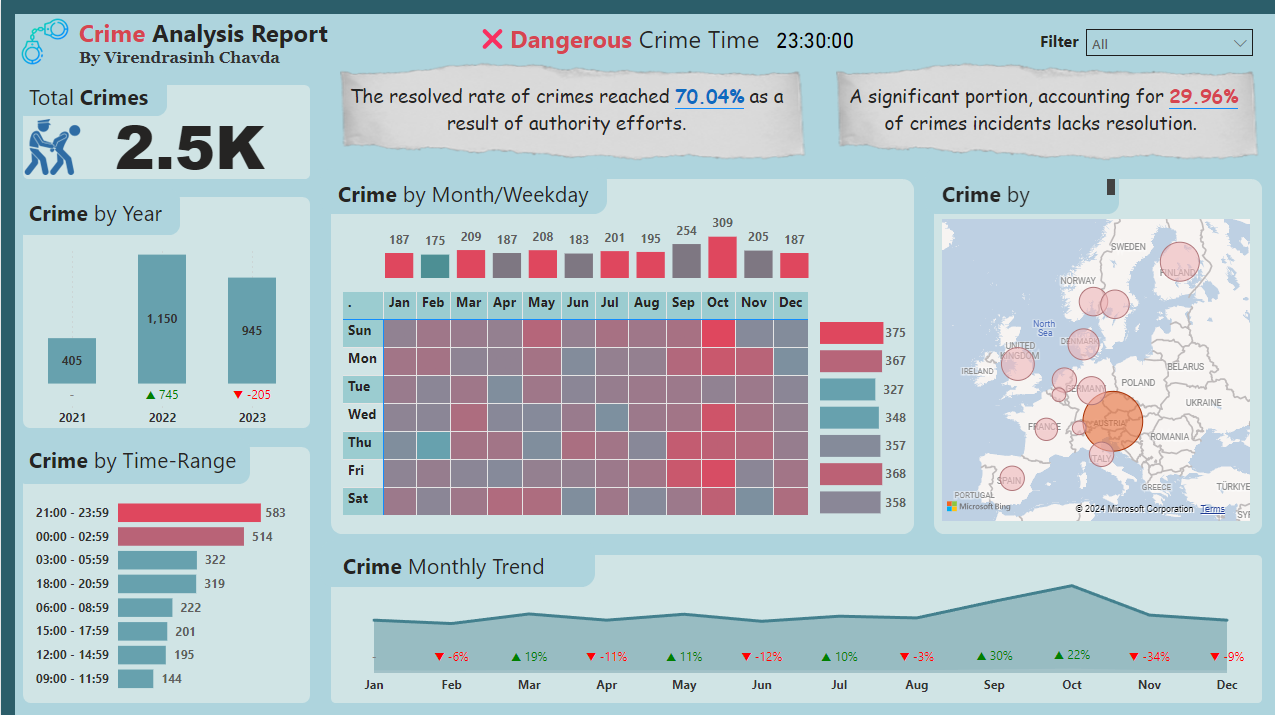 Crime Analysis Report
By Virendrasinh Chavda
Dangerous Crime Time 23:30:00
Filter All
Total Crimes
2.5K
The resolved rate of crimes reached 70.04% as a
result of authority efforts.
A significant portion, accounting for 29.96%
of crimes incidents lacks resolution.
Crime by Year
405
1,150
945
- ▲ 745 ▼ -205
2021 2022 2023
Crime by Time-Range
21:00 - 23:59 583
00:00 - 02:59 514
03:00 - 05:59 322
18:00 - 20:59 319
06:00 - 08:59 222
15:00 - 17:59 201
12:00 - 14:59 195
09:00 - 11:59 144
Crime by Month/Weekday
187 175 209 187 208 183 201 195 254 309 205 187
. Jan Feb Mar Apr May Jun Jul Aug Sep Oct Nov Dec
Sun 375
Mon 367
Tue 327
Wed 348
Thu 357
Fri 368
Sat 358
Crime by
SWEDEN
FINLAND
NORWAY
North
Sea
DENMARK
UNITED
KINGDOM
IRELAND
BELARUS
POLAND
GERMANY
UKRAINE
FRANCE
AUSTRIA
ROMANIA
ITALY
SPAIN
PORTUGAL
GREECE
TÜRKIYE
SY
Microsoft Bing
© 2024 Microsoft Corporation Terms
Crime Monthly Trend
- ▼ -6% ▲ 19% ▼ -11% ▲ 11% ▼ -12% ▲ 10% ▼ -3% ▲ 30% ▲ 22% ▼ -34% ▼ -9%
Jan Feb Mar Apr May Jun Jul Aug Sep Oct Nov Dec